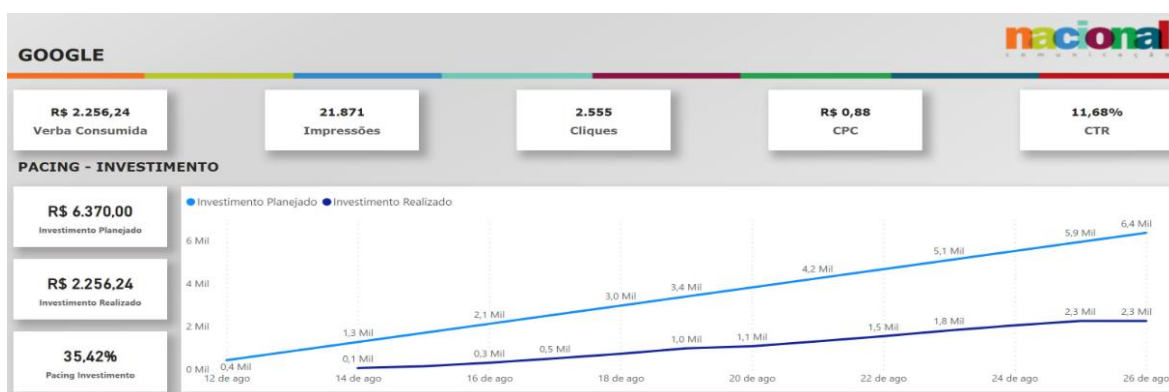 GOOGLE
nacional
comunicação
R$ 2.256,24
Verba Consumida
21.871
Impressões
2.555
Cliques
R$ 0,88
CPC
11,68%
CTR
PACING - INVESTIMENTO
R$ 6.370,00
Investimento Planejado
R$ 2.256,24
Investimento Realizado
35,42%
Pacing Investimento
Investimento Planejado Investimento Realizado
6 Mil
4 Mil
2 Mil
0 Mil
0,4 Mil
1,3 Mil
2,1 Mil
3,0 Mil
3,4 Mil
4,2 Mil
5,1 Mil
5,9 Mil
6,4 Mil
0,1 Mil
0,3 Mil
0,5 Mil
1,0 Mil
1,1 Mil
1,5 Mil
1,8 Mil
2,3 Mil
2,3 Mil
12 de ago
14 de ago
16 de ago
18 de ago
20 de ago
22 de ago
24 de ago
26 de ago